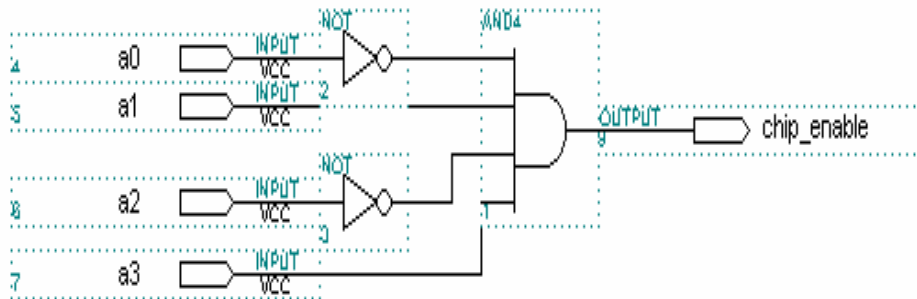 NOT
AND4
4 a0 INPUT VCC
2
5 a1 INPUT VCC
OUTPUT
9 chip_enable
NOT
6 a2 INPUT VCC
3
1
7 a3 INPUT VCC